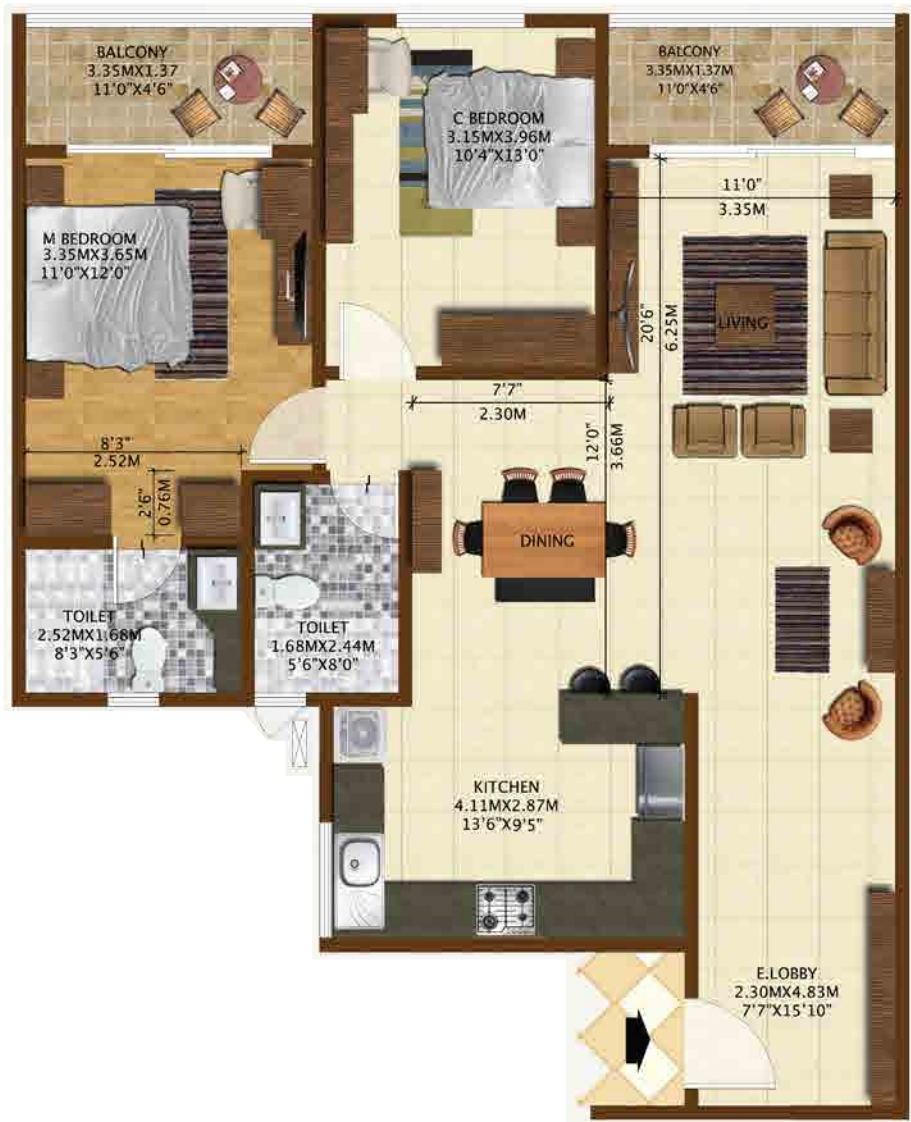 BALCONY
3.35MX1.37
11'0"X4'6"
C BEDROOM
3.15MX3.96M
10'4"X13'0"
BALCONY
3.35MX1.37M
11'0"X4'6"
11'0"
3.35M
M BEDROOM
3.35MX3.65M
11'0"X12'0"
20'6"
6.25M
LIVING
7'7"
2.30M
12'0"
3.66M
8'3"
2.52M
2'6"
0.76M
DINING
TOILET
2.52MX1.68M
8'3"X5'6"
TOILET
1.68MX2.44M
5'6"X8'0"
KITCHEN
4.11MX2.87M
13'6"X9'5"
E.LOBBY
2.30MX4.83M
7'7"X15'10"